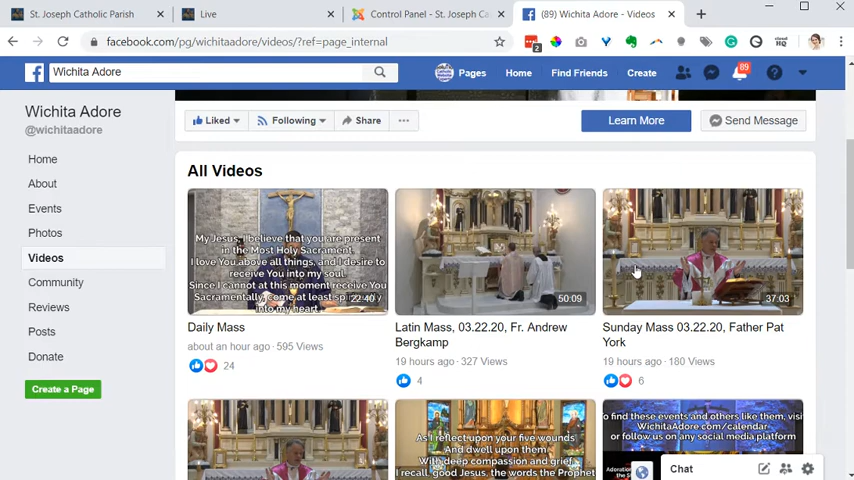 St. Joseph Catholic Parish
Live
Control Panel - St. Joseph Ca
(89) Wichita Adore - Videos
facebook.com/pg/wichitaadore/videos/?ref=page_internal
2
cloud
HQ
Wichita Adore
Pages
Home
Find Friends
Create
89
Wichita Adore
@wichitaadore
Liked
Following
Share
Learn More
Send Message
Home
About
Events
Photos
Videos
Community
Reviews
Posts
Donate
Create a Page
All Videos
My Jesus, I believe that you are present
in the Most Holy Sacrament.
I love You above all things, and I desire to
receive You into my soul.
Since I cannot at this moment receive You
Sacramentally, come at least spiritually
into my heart.
22:40
Daily Mass
about an hour ago · 595 Views
24
50:09
Latin Mass, 03.22.20, Fr. Andrew
Bergkamp
19 hours ago · 327 Views
4
37:03
Sunday Mass 03.22.20, Father Pat
York
19 hours ago · 180 Views
6
As I reflect upon your five wounds
And dwell upon them
With deep compassion and grief
I recall, good Jesus, the words the Prophet
To find these events and others like them, visit
WichitaAdore.com/calendar
or follow us on any social media platform
Chat